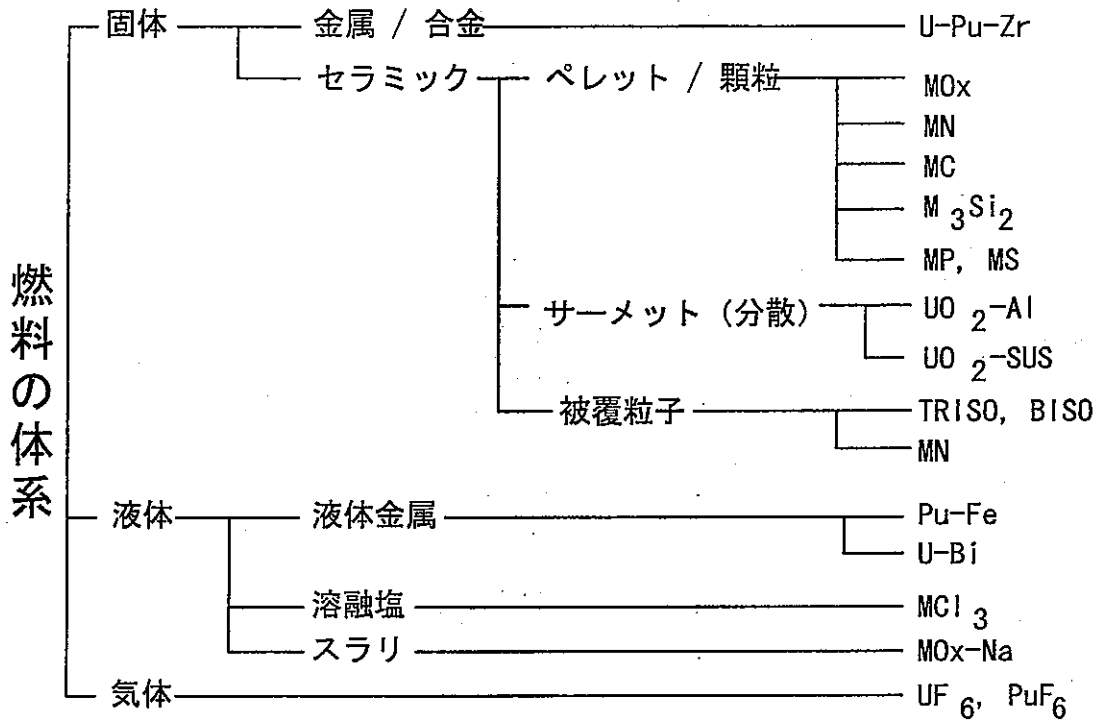 燃料の体系
固体 金属 / 合金 U-Pu-Zr
セラミック ペレット / 顆粒 MOx
MN
MC
M3Si2
MP, MS
サーメット (分散) UO2-Al
UO2-SUS
被覆粒子 TRISO, BISO
MN
液体 液体金属 Pu-Fe
U-Bi
溶融塩 MCl3
スラリ MOx-Na
気体 UF6, PuF6